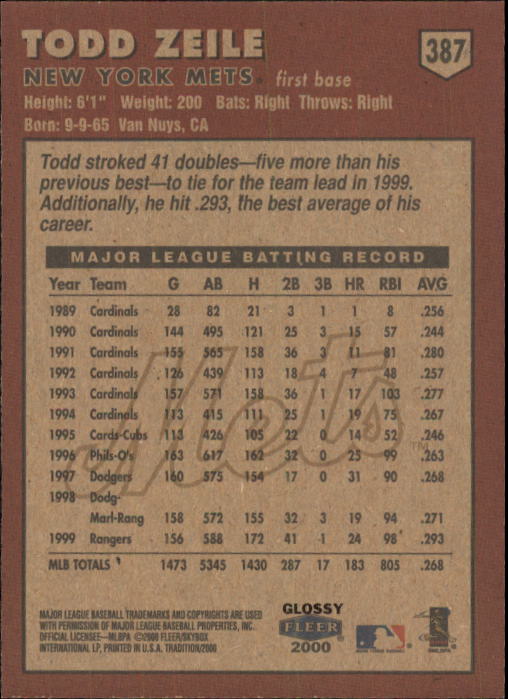 TODD ZEILE
387
NEW YORK METS first base
Height: 6'1" Weight: 200 Bats: Right Throws: Right
Born: 9-9-65 Van Nuys, CA
Todd stroked 41 doubles—five more than his
previous best—to tie for the team lead in 1999.
Additionally, he hit .293, the best average of his
career.
MAJOR LEAGUE BATTING RECORD
Year Team G AB H 2B 3B HR RBI AVG
1989 Cardinals 28 82 21 3 1 1 8 .256
1990 Cardinals 144 495 121 25 3 15 57 .244
1991 Cardinals 155 565 158 36 3 11 81 .280
1992 Cardinals 126 439 113 18 4 7 48 .257
1993 Cardinals 157 571 158 36 1 17 103 .277
1994 Cardinals 113 415 111 25 1 19 75 .267
1995 Cards-Cubs 113 426 105 22 0 14 52 .246
1996 Phils-O's 163 617 162 32 0 25 99 .263
1997 Dodgers 160 575 154 17 0 31 90 .268
1998 Dodg-
Marl-Rang 158 572 155 32 3 19 94 .271
1999 Rangers 156 588 172 41 1 24 98 .293
MLB TOTALS 1473 5345 1430 287 17 183 805 .268
Mets
TM
MAJOR LEAGUE BASEBALL TRADEMARKS AND COPYRIGHTS ARE USED
WITH PERMISSION OF MAJOR LEAGUE BASEBALL PROPERTIES, INC.
OFFICIAL LICENSEE—MLBPA ©2000 FLEER/SKYBOX
INTERNATIONAL LP, PRINTED IN U.S.A. TRADITION/2000
GLOSSY
FLEER
2000